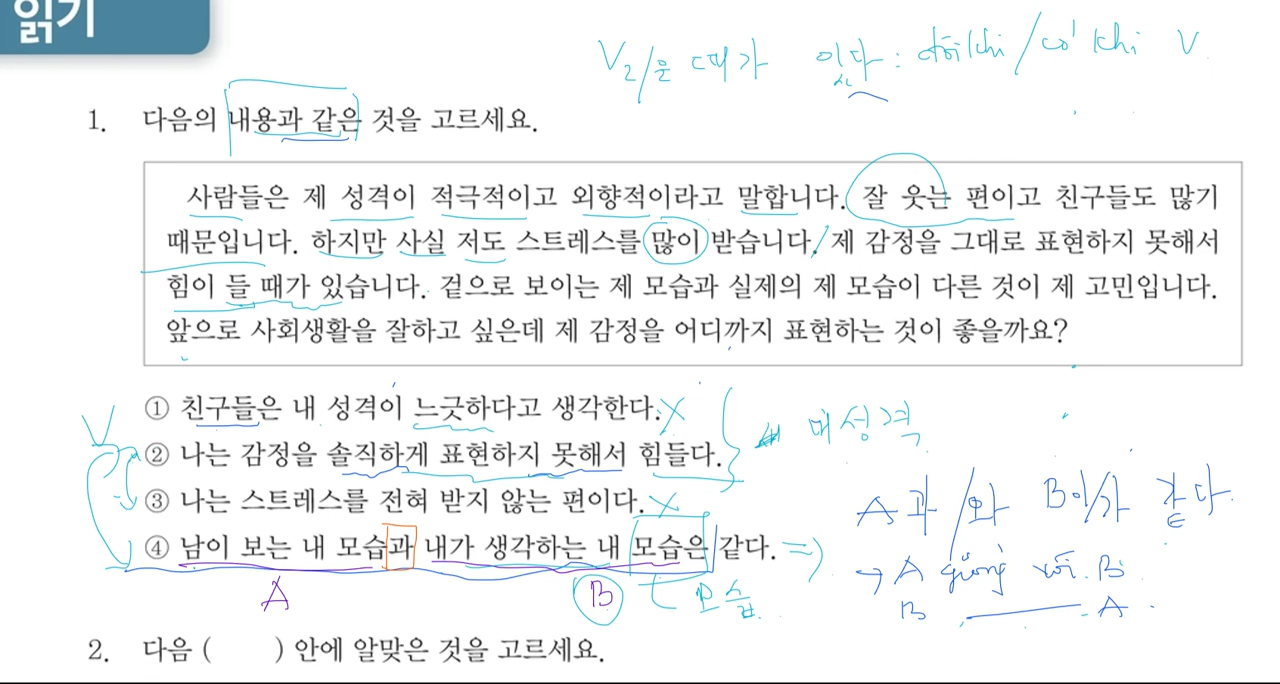 읽기
V2/은 때가 있다: đôi khi / có khi V
1. 다음의 내용과 같은 것을 고르세요.
사람들은 제 성격이 적극적이고 외향적이라고 말합니다. 잘 웃는 편이고 친구들도 많기
때문입니다. 하지만 사실 저도 스트레스를 많이 받습니다. 제 감정을 그대로 표현하지 못해서
힘이 들 때가 있습니다. 겉으로 보이는 제 모습과 실제의 제 모습이 다른 것이 제 고민입니다.
앞으로 사회생활을 잘하고 싶은데 제 감정을 어디까지 표현하는 것이 좋을까요?
① 친구들은 내 성격이 느긋하다고 생각한다. X
내 성격
② 나는 감정을 솔직하게 표현하지 못해서 힘들다.
③ 나는 스트레스를 전혀 받지 않는 편이다. X
A과/와 B이/가 같다.
④ 남이 보는 내 모습과 내가 생각하는 내 모습은 같다. =>
→ A giống với B
A B 모습
B A
2. 다음 ( ) 안에 알맞은 것을 고르세요.